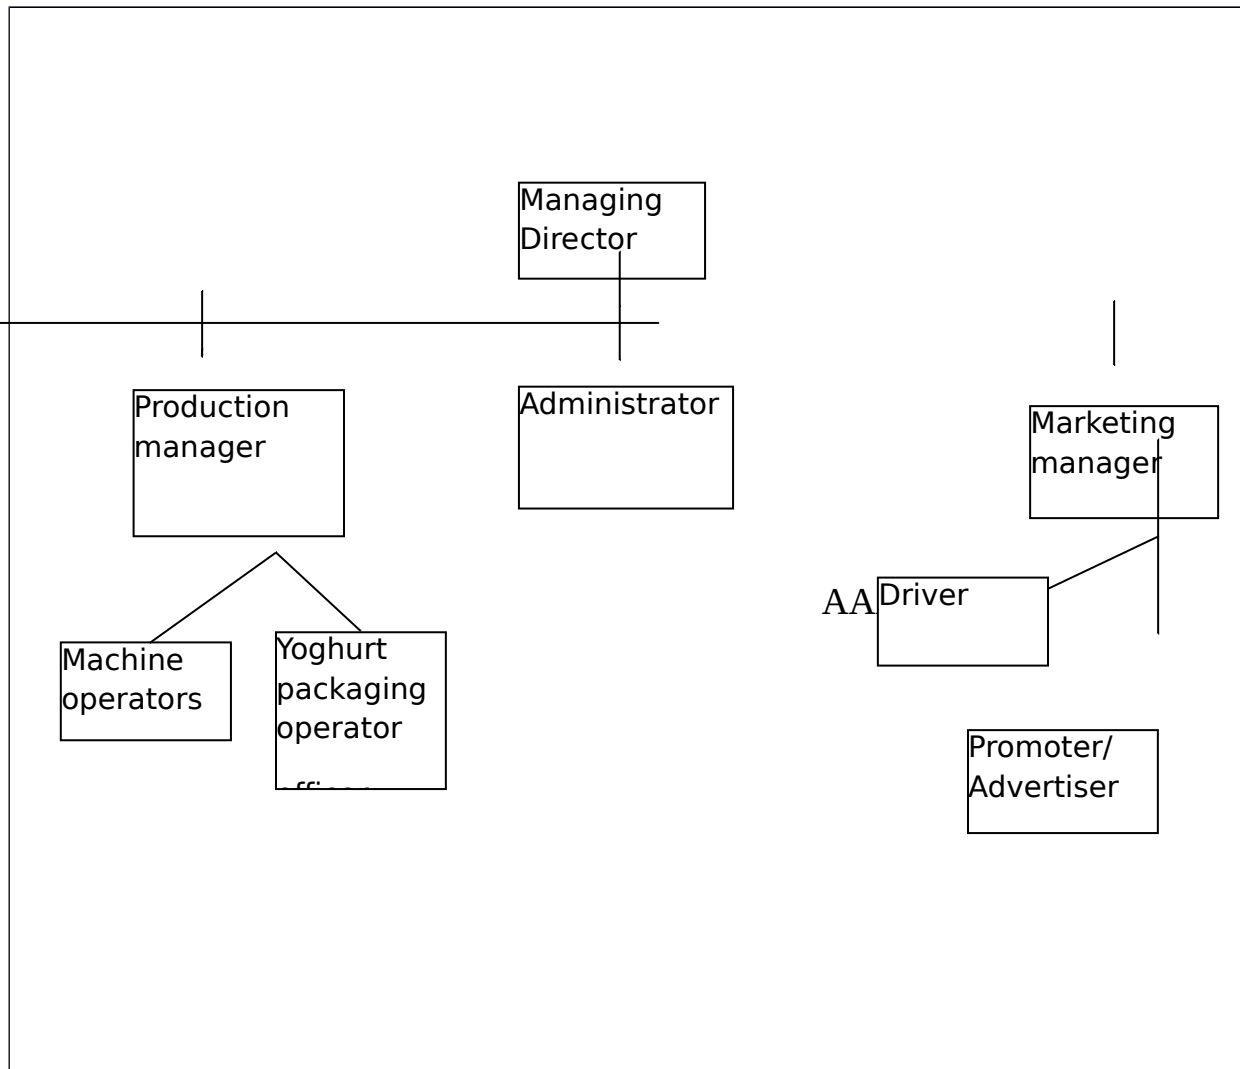 Managing
Director
Production
manager
Administrator
Marketing
manager
AA
Driver
Machine
operators
Yoghurt
packaging
operator
Promoter/
Advertiser